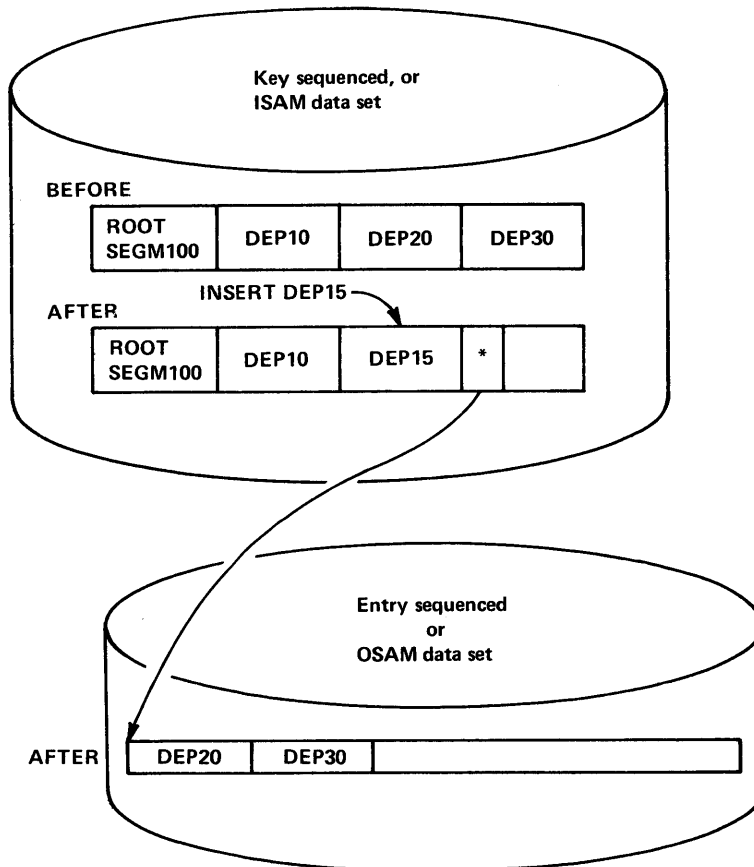 Key sequenced, or
ISAM data set
BEFORE
ROOT
SEGM100
DEP10
DEP20
DEP30
INSERT DEP15
AFTER
ROOT
SEGM100
DEP10
DEP15
*
Entry sequenced
or
OSAM data set
AFTER
DEP20
DEP30